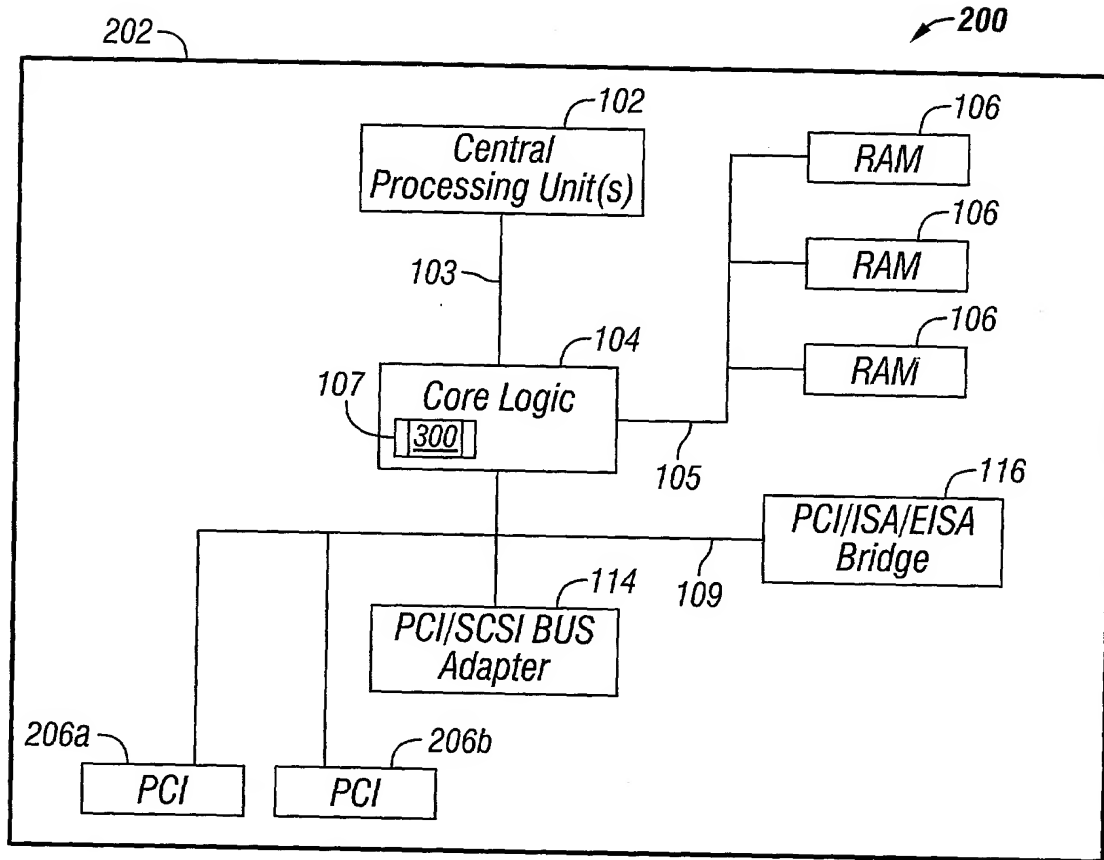 200
202
102
Central
Processing Unit(s)
106
RAM
106
RAM
103
106
RAM
104
Core Logic
107
300
105
116
PCI/ISA/EISA
Bridge
109
114
PCI/SCSI BUS
Adapter
206a
PCI
206b
PCI